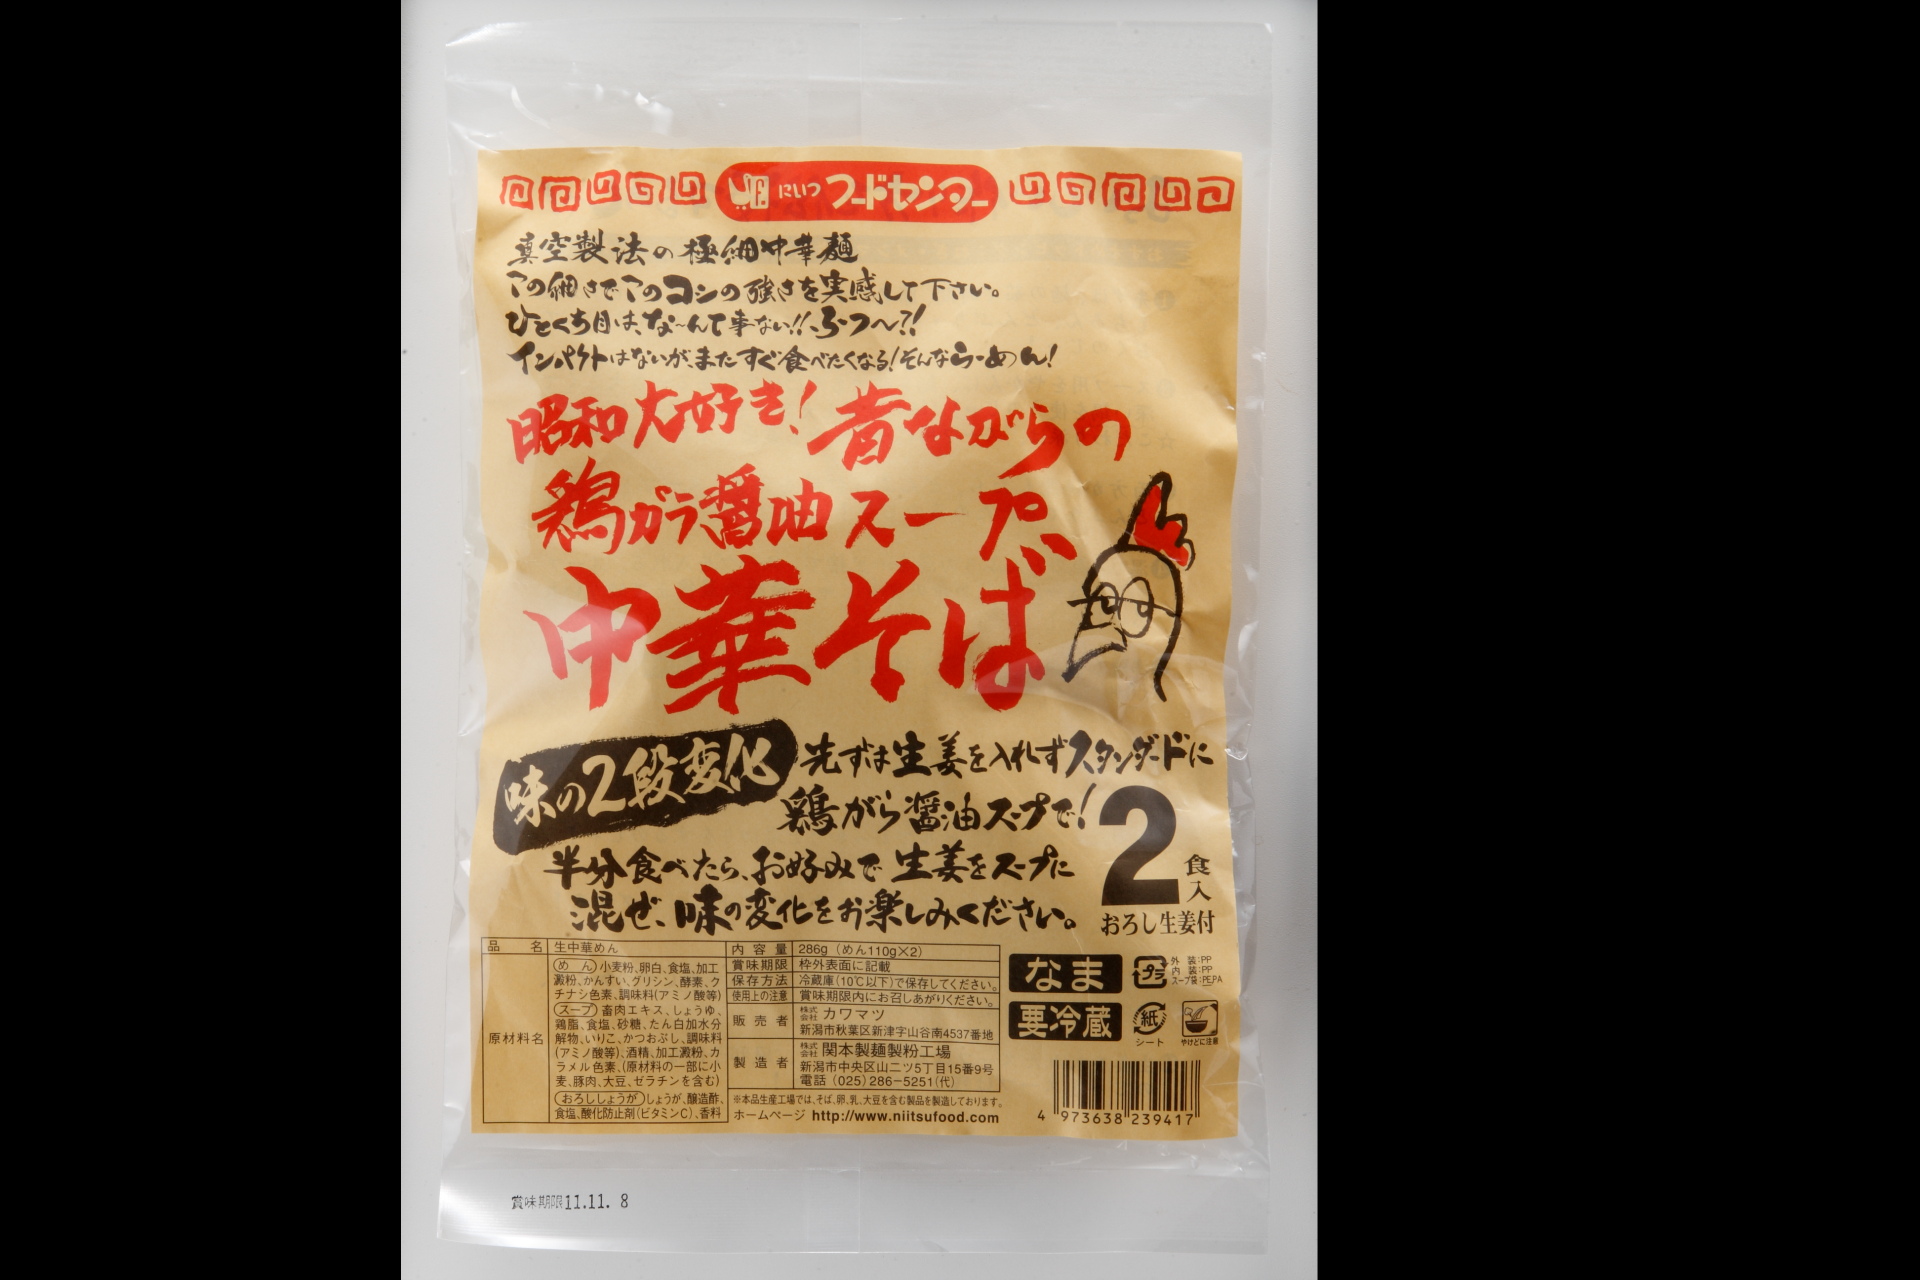 にいつ フードセンター
真空製法の極細中華麺
この細さでこのコシの強さを実感して下さい。
ひとくち目は、な〜んて事ない!!ふつ〜?!
インパクトはないが、またすぐ食べたくなる!そんならーめん!
昭和大好き!昔ながらの
鶏ガラ醤油スープ、
中華そば
味の2段変化
先ずは生姜を入れずスタンダードに
鶏がら醤油スープで!
半分食べたら、お好みで生姜をスープに
混ぜ、味の変化をお楽しみください。
2食入
おろし生姜付
品名 生中華めん
原材料名
めん 小麦粉、卵白、食塩、加工
澱粉、かんすい、グリシン、酵素、ク
チナシ色素、調味料(アミノ酸等)
スープ 畜肉エキス、しょうゆ、
鶏脂、食塩、砂糖、たん白加水分
解物、いりこ、かつおぶし、調味料
(アミノ酸等)、酒精、加工澱粉、カ
ラメル色素、(原材料の一部に小
麦、豚肉、大豆、ゼラチンを含む)
おろししょうが しょうが、醸造酢、
食塩、酸化防止剤(ビタミンC)、香料
内容量 286g(めん110g×2)
賞味期限 枠外表面に記載
保存方法 冷蔵庫(10℃以下)で保存してください。
使用上の注意 賞味期限内にお召しあがりください。
販売者 株式会社 カワマツ
新潟市秋葉区新津字山谷南4537番地
製造者 株式会社 関本製麺製粉工場
新潟市中央区山二ツ5丁目15番9号
電話(025)286−5251(代)
※本品生産工場では、そば、卵、乳、大豆を含む製品を製造しております。
ホームページ http://www.niitsufood.com
なま
要冷蔵
プラ
外装:PP
内装:PP
スープ袋:PE,PA
紙
シート
やけどに注意
4 973638 239417
賞味期限11.11. 8